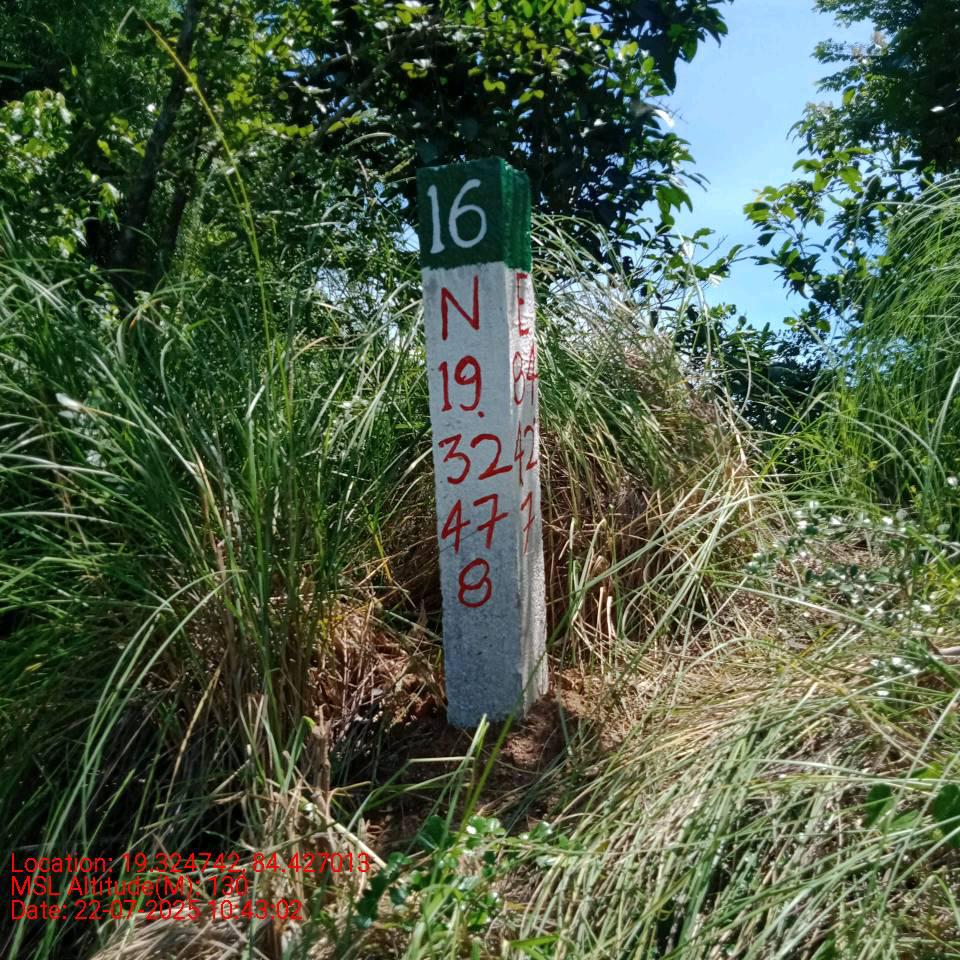 16
N
19.
32
47
8
E
84
42
7
Location: 19.324742, 84.427013
MSL Altitude(M): 130
Date: 22-07-2025 10:43:02